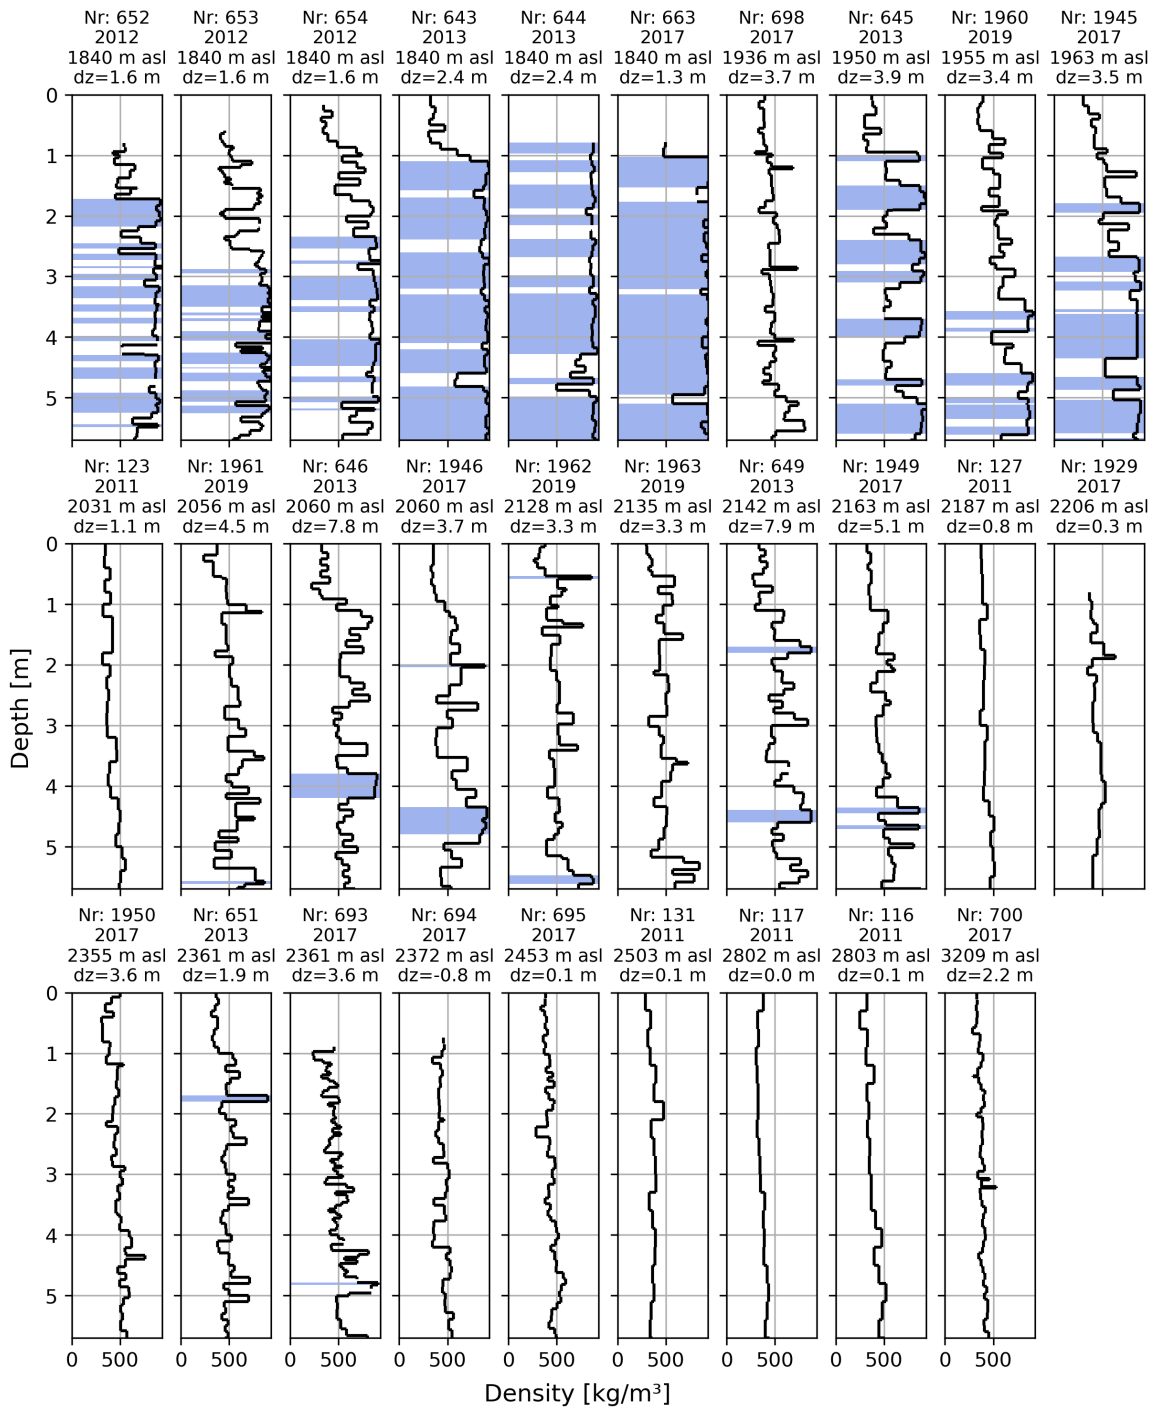 Nr: 652
2012
1840 m asl
dz=1.6 m
Nr: 653
2012
1840 m asl
dz=1.6 m
Nr: 654
2012
1840 m asl
dz=1.6 m
Nr: 643
2013
1840 m asl
dz=2.4 m
Nr: 644
2013
1840 m asl
dz=2.4 m
Nr: 663
2017
1840 m asl
dz=1.3 m
Nr: 698
2017
1936 m asl
dz=3.7 m
Nr: 645
2013
1950 m asl
dz=3.9 m
Nr: 1960
2019
1955 m asl
dz=3.4 m
Nr: 1945
2017
1963 m asl
dz=3.5 m
0
1
2
3
4
5
Nr: 123
2011
2031 m asl
dz=1.1 m
Nr: 1961
2019
2056 m asl
dz=4.5 m
Nr: 646
2013
2060 m asl
dz=7.8 m
Nr: 1946
2017
2060 m asl
dz=3.7 m
Nr: 1962
2019
2128 m asl
dz=3.3 m
Nr: 1963
2019
2135 m asl
dz=3.3 m
Nr: 649
2013
2142 m asl
dz=7.9 m
Nr: 1949
2017
2163 m asl
dz=5.1 m
Nr: 127
2011
2187 m asl
dz=0.8 m
Nr: 1929
2017
2206 m asl
dz=0.3 m
Depth [m]
0
1
2
3
4
5
Nr: 1950
2017
2355 m asl
dz=3.6 m
Nr: 651
2013
2361 m asl
dz=1.9 m
Nr: 693
2017
2361 m asl
dz=3.6 m
Nr: 694
2017
2372 m asl
dz=-0.8 m
Nr: 695
2017
2453 m asl
dz=0.1 m
Nr: 131
2011
2503 m asl
dz=0.1 m
Nr: 117
2011
2802 m asl
dz=0.0 m
Nr: 116
2011
2803 m asl
dz=0.1 m
Nr: 700
2017
3209 m asl
dz=2.2 m
0
1
2
3
4
5
0 500 0 500 0 500 0 500 0 500 0 500 0 500 0 500 0 500
Density [kg/m³]